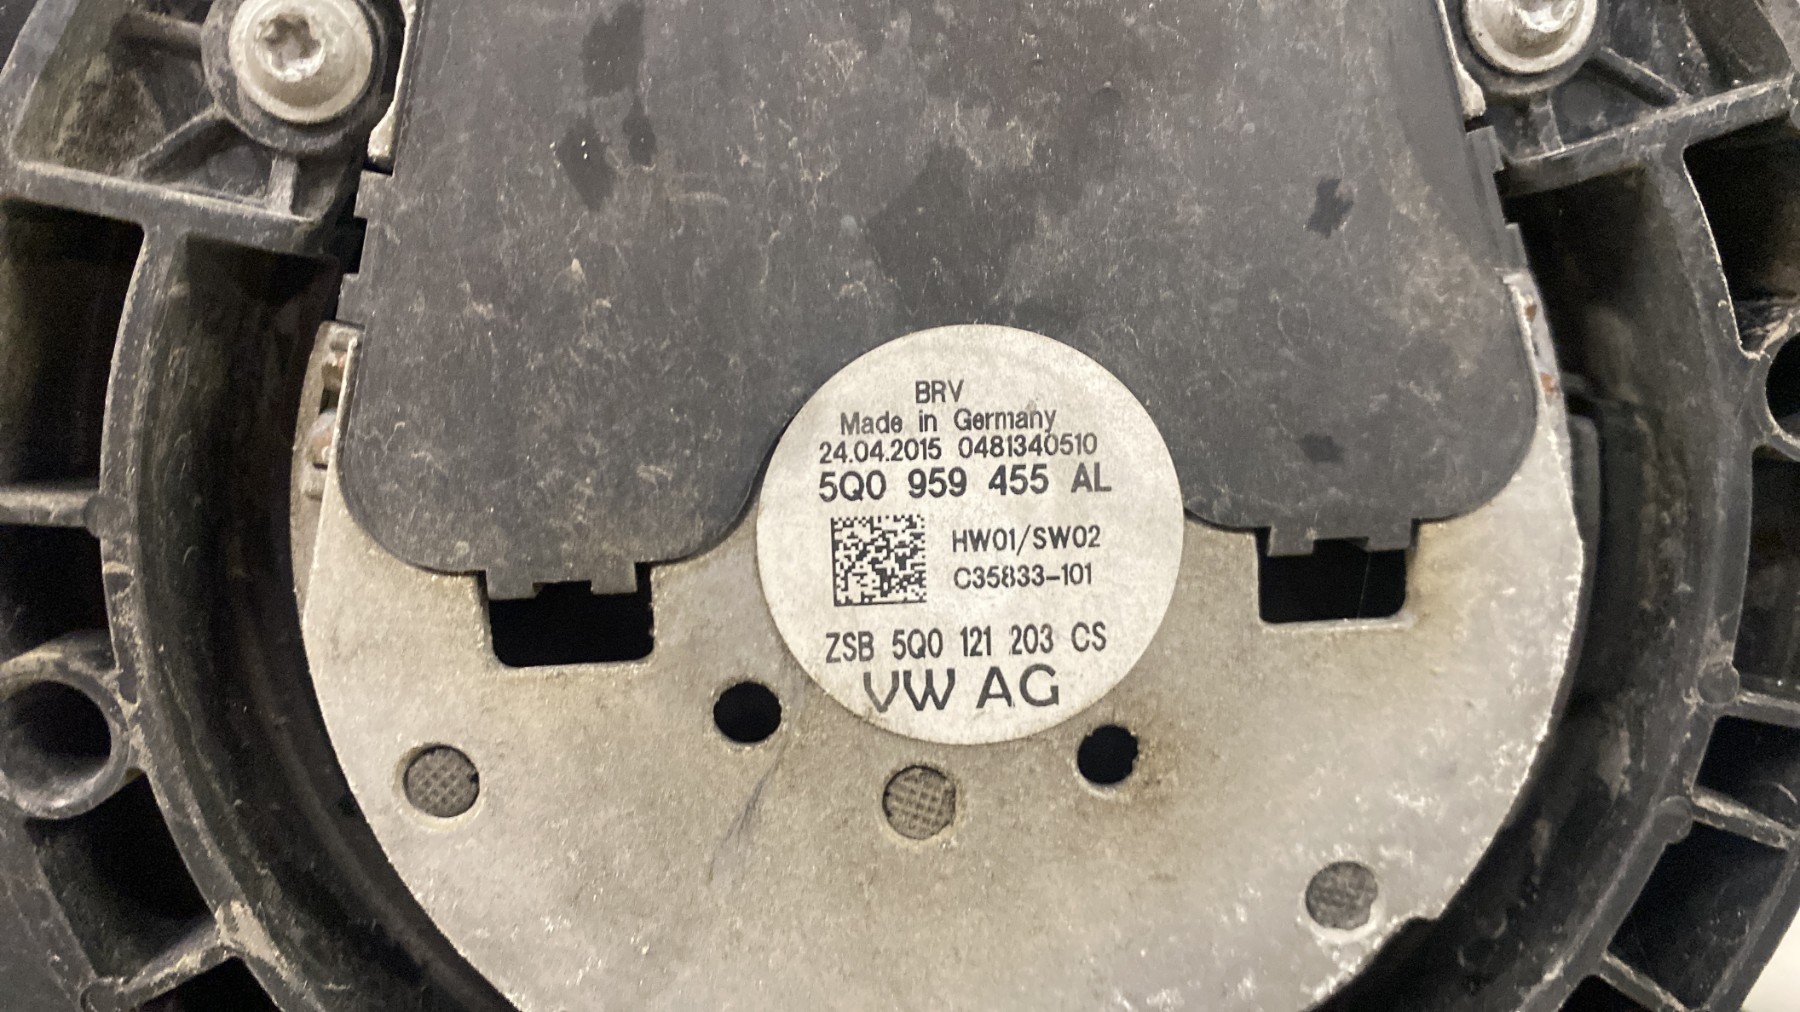 BRV
Made in Germany
24.04.2015 0481340510
5Q0 959 455 AL
HW01/SW02
C35833-101
ZSB 5Q0 121 203 CS
VW AG